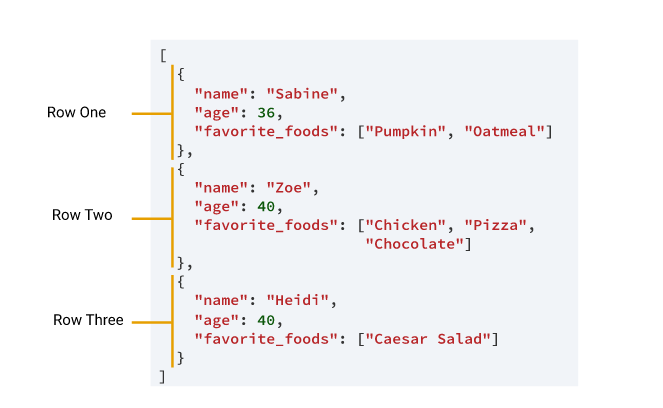 [
{
"name": "Sabine",
Row One
"age": 36,
"favorite_foods": ["Pumpkin", "Oatmeal"]
},
{
"name": "Zoe",
"age": 40,
Row Two
"favorite_foods": ["Chicken", "Pizza",
"Chocolate"]
},
{
"name": "Heidi",
Row Three
"age": 40,
"favorite_foods": ["Caesar Salad"]
}
]